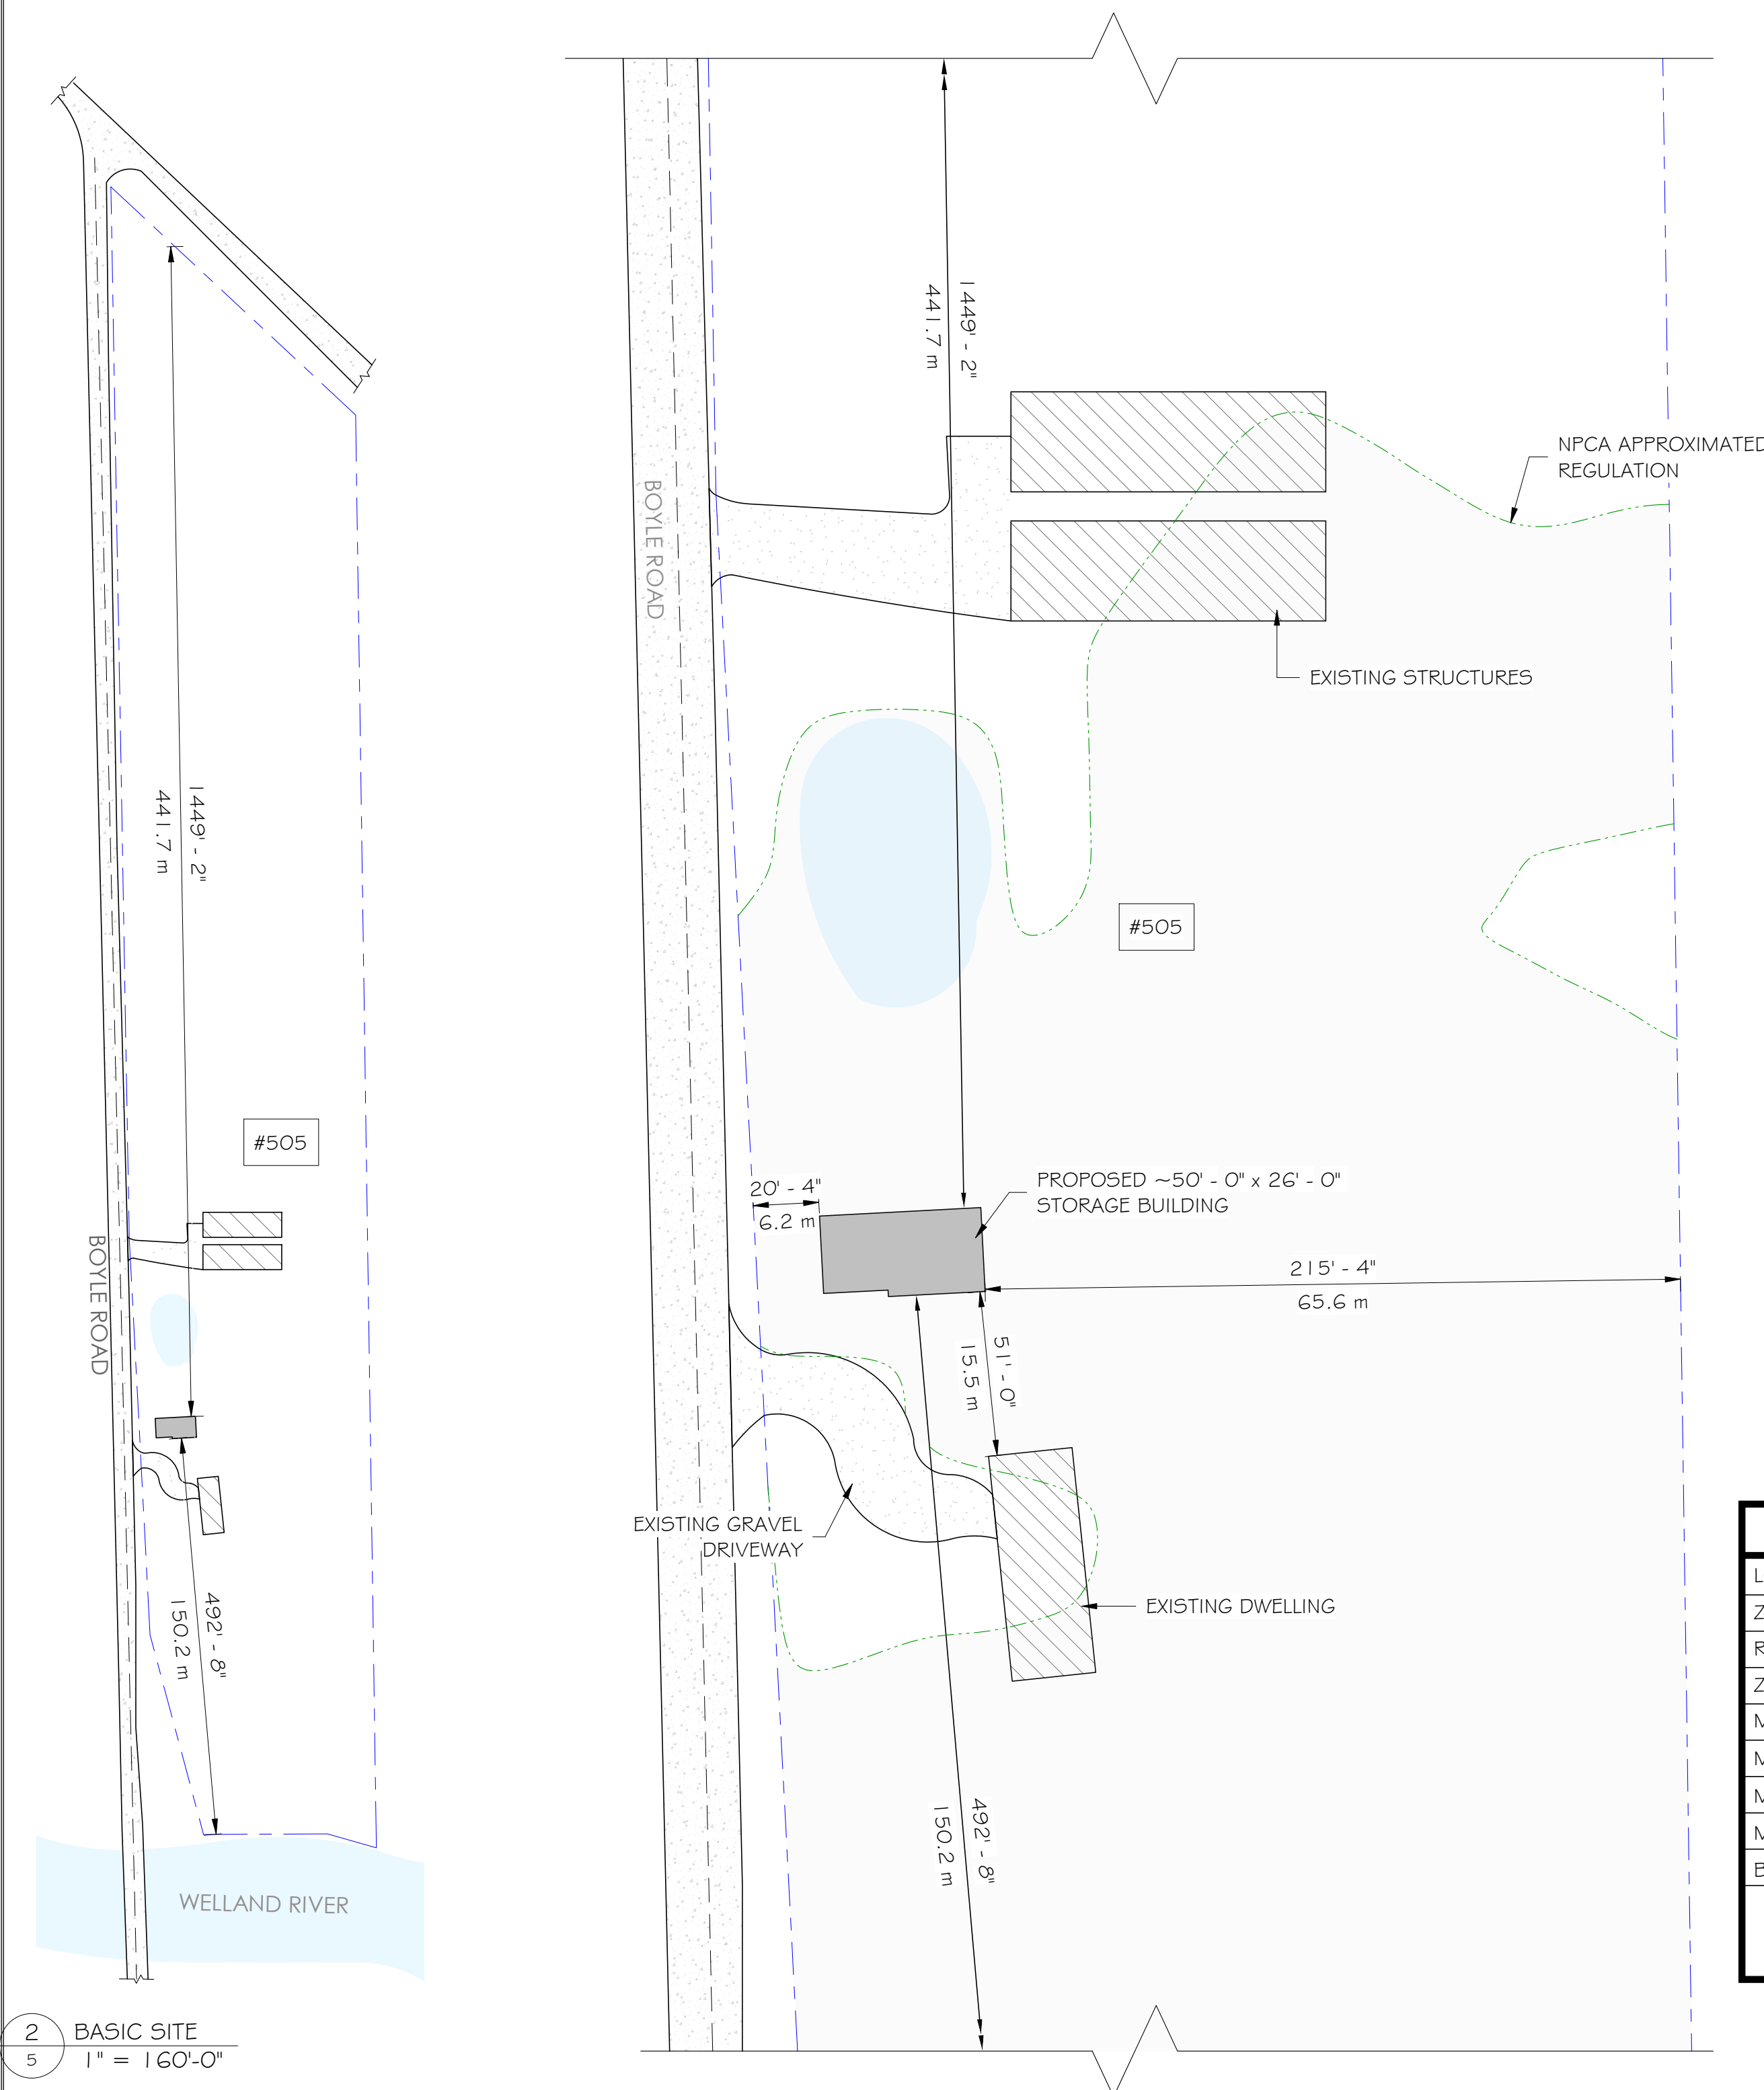 1449' - 2"
441.7 m
#505
BOYLE ROAD
492' - 8"
150.2 m
WELLAND RIVER
2
5
BASIC SITE
1" = 160'-0"
1449' - 2"
441.7 m
BOYLE ROAD
NPCA APPROXIMATED
REGULATION
EXISTING STRUCTURES
#505
20' - 4"
6.2 m
PROPOSED ~50' - 0" x 26' - 0"
STORAGE BUILDING
215' - 4"
65.6 m
51' - 0"
15.5 m
EXISTING GRAVEL
DRIVEWAY
EXISTING DWELLING
492' - 8"
150.2 m
L
Z
R
Z
M
M
M
M
B